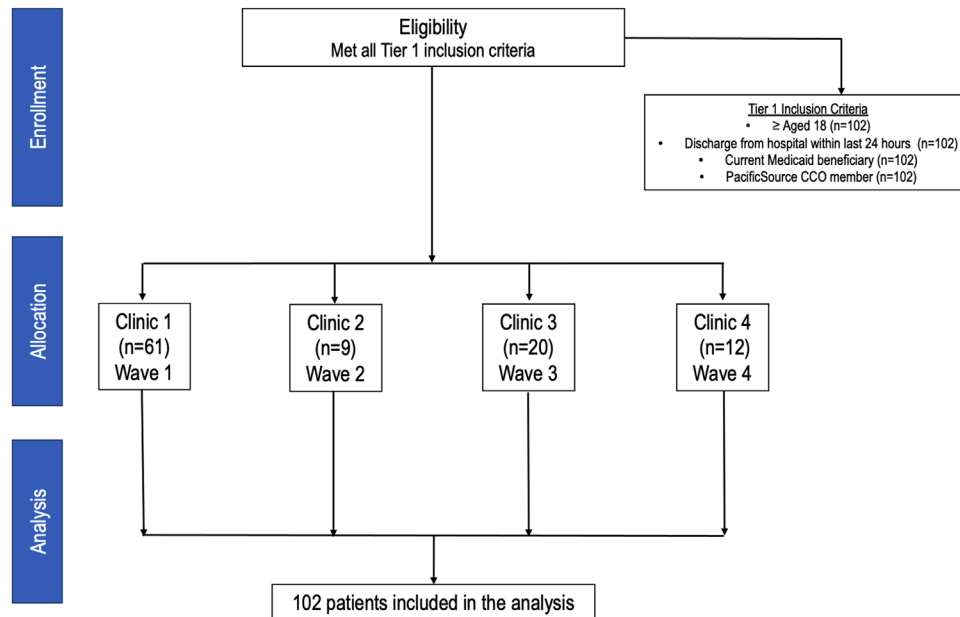 Enrollment
Eligibility
Met all Tier 1 inclusion criteria
Tier 1 Inclusion Criteria
• ≥ Aged 18 (n=102)
• Discharge from hospital within last 24 hours (n=102)
• Current Medicaid beneficiary (n=102)
• PacificSource CCO member (n=102)
Allocation
Clinic 1
(n=61)
Wave 1
Clinic 2
(n=9)
Wave 2
Clinic 3
(n=20)
Wave 3
Clinic 4
(n=12)
Wave 4
Analysis
102 patients included in the analysis